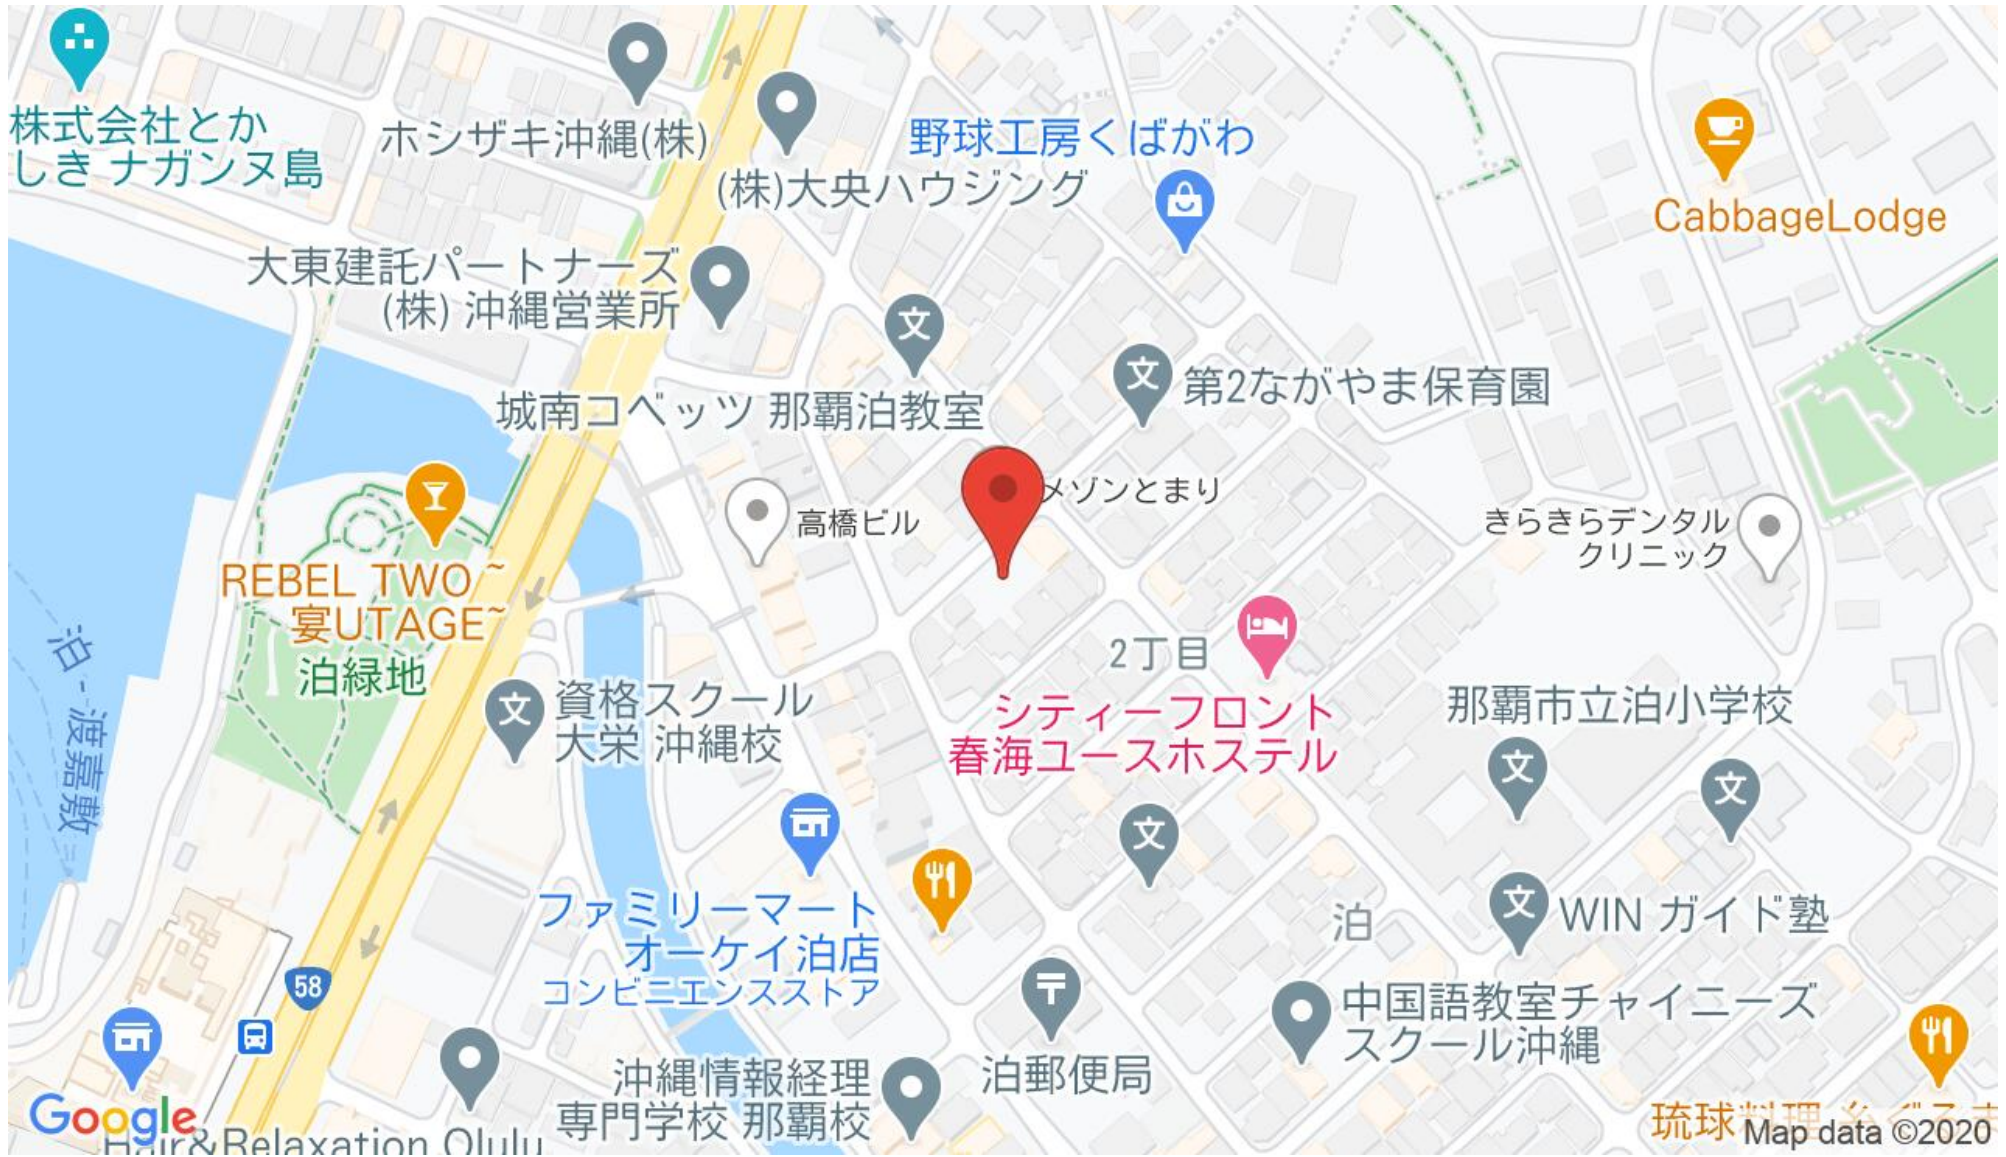 株式会社とか
しき ナガンヌ島
ホシザキ沖縄(株)
(株)大央ハウジング
野球工房くばがわ
CabbageLodge
大東建託パートナーズ
(株) 沖縄営業所
城南コベッツ 那覇泊教室
第2ながやま保育園
メゾンとまり
高橋ビル
きらきらデンタル
クリニック
REBEL TWO ~
宴UTAGE~
泊緑地
泊 - 渡嘉敷
資格スクール
大栄 沖縄校
2丁目
シティーフロント
春海ユースホステル
那覇市立泊小学校
ファミリーマート
オーケイ泊店
コンビニエンスストア
泊
WIN ガイド塾
58
中国語教室チャイニーズ
スクール沖縄
泊郵便局
沖縄情報経理
専門学校 那覇校
Google
Hair&Relaxation Olulu
琉球料理
Map data ©2020